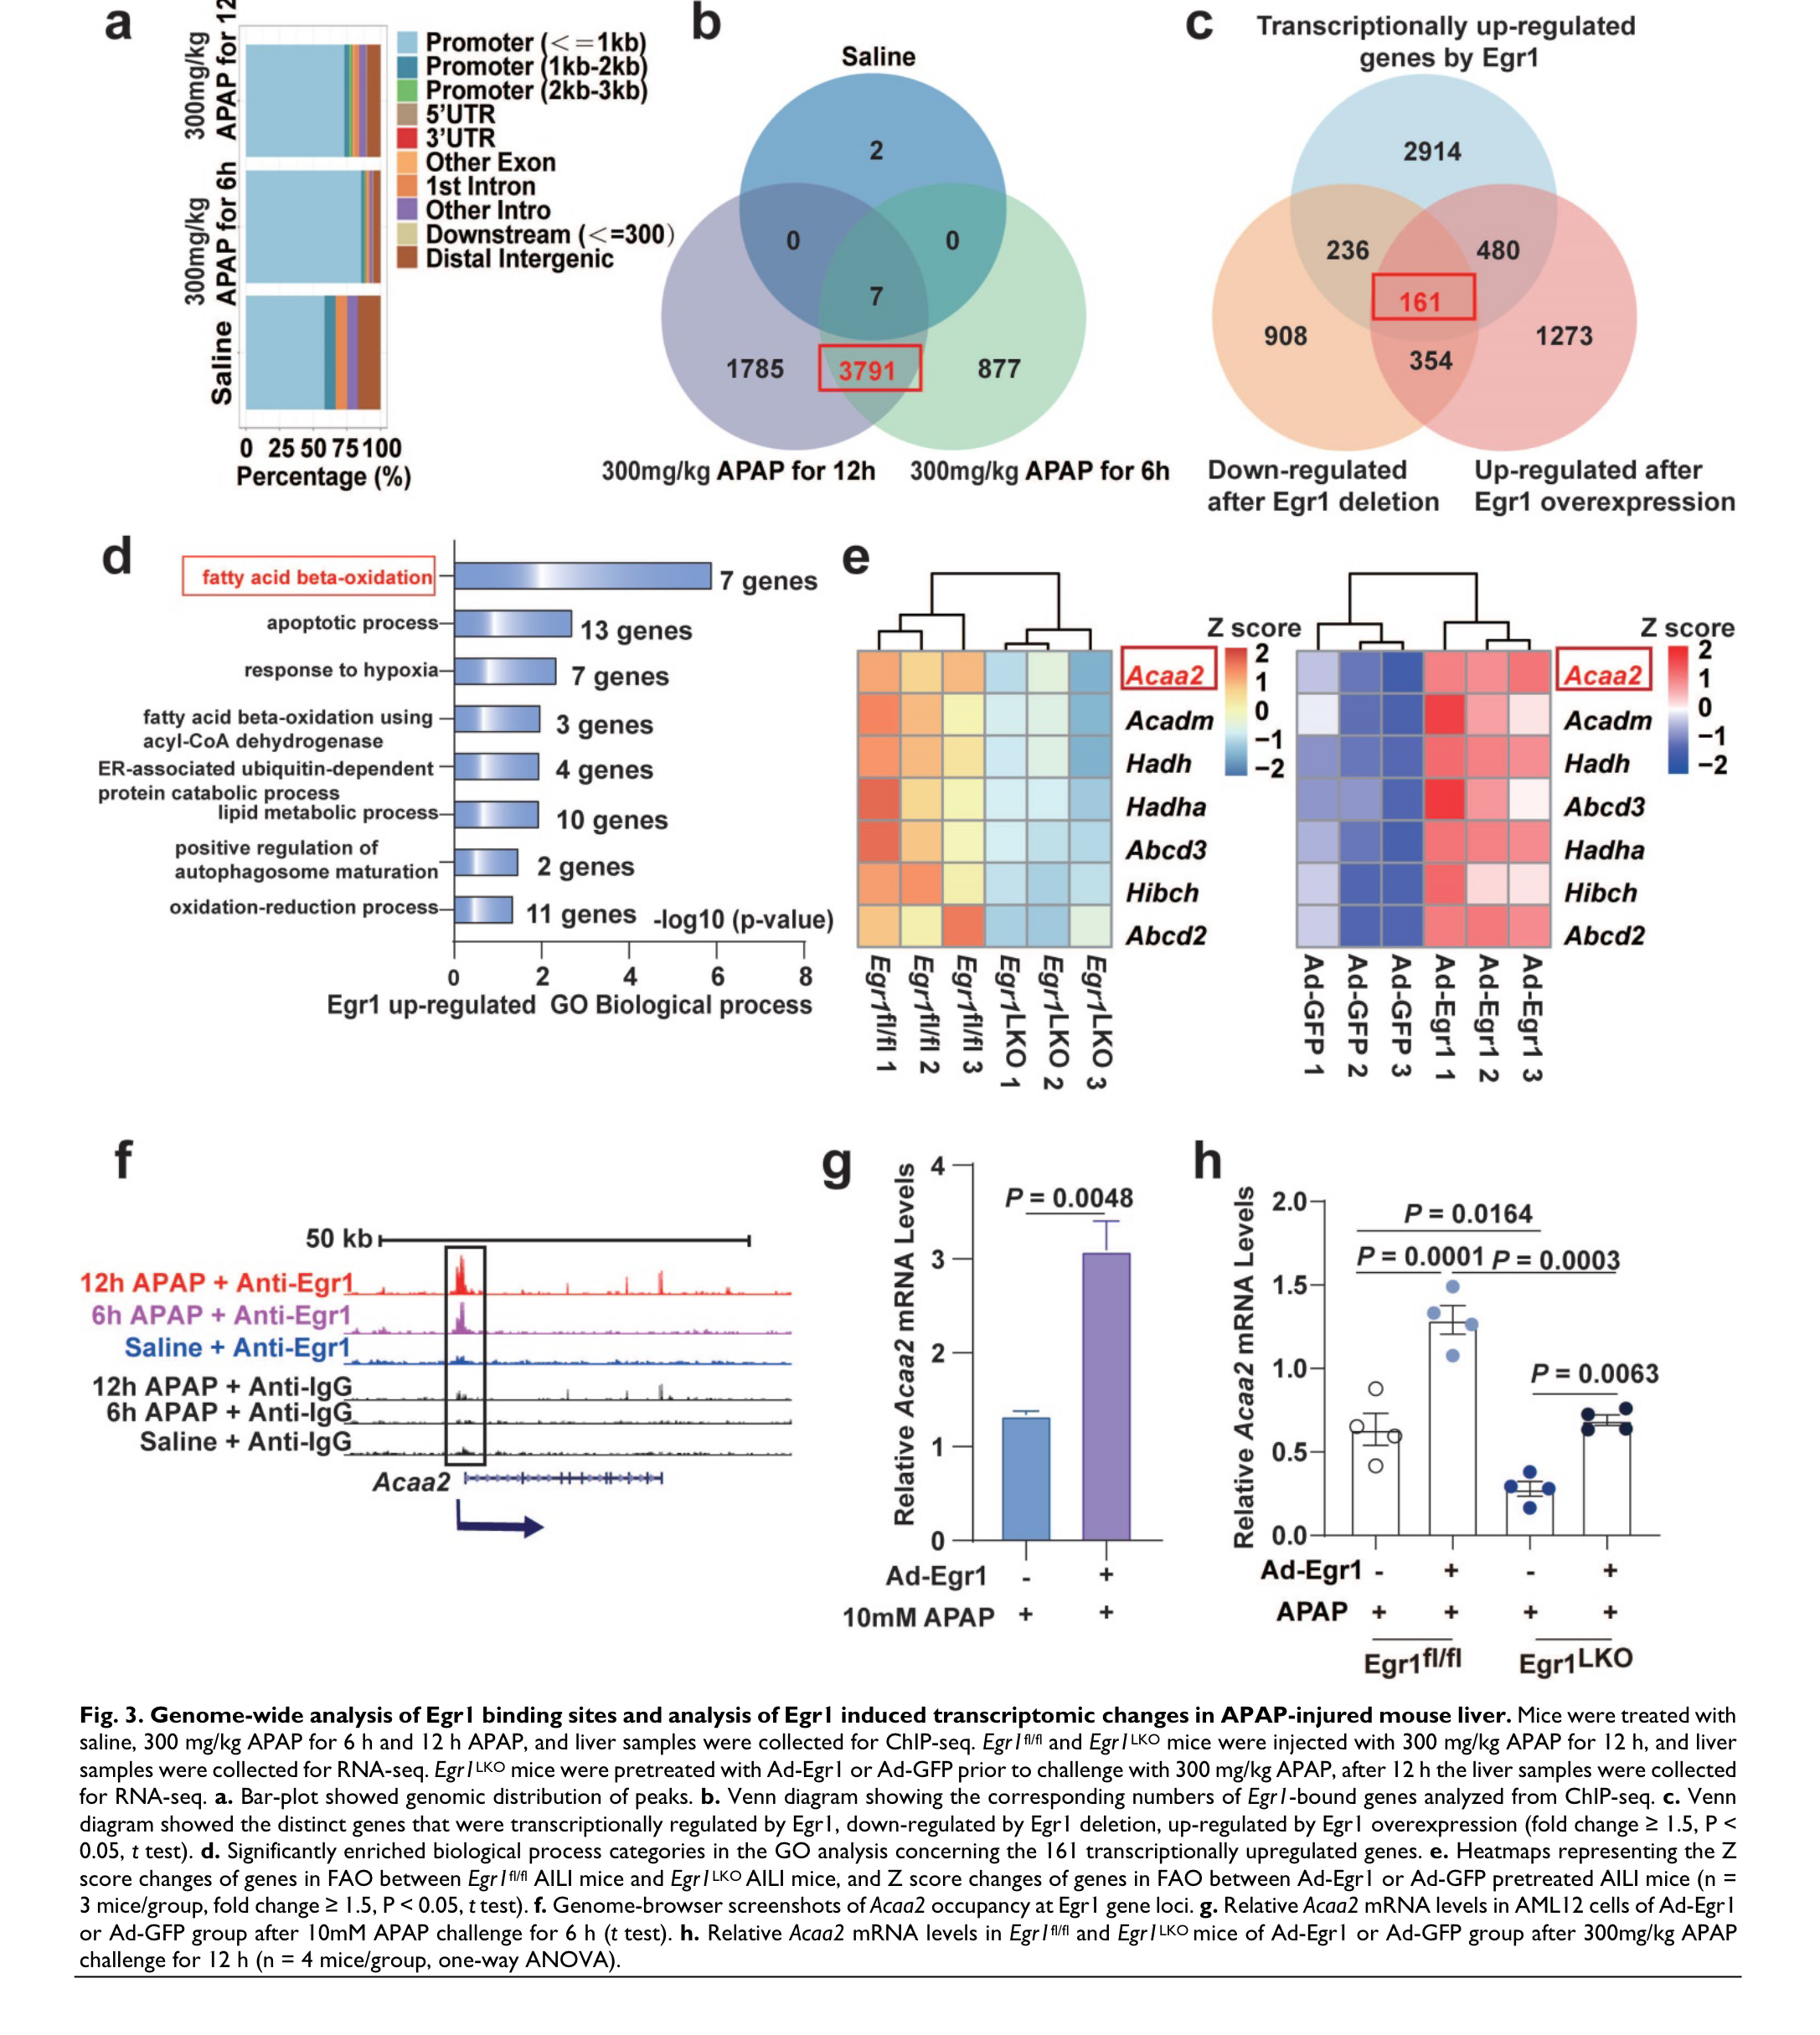 a
300mg/kg
APAP for 12
300mg/kg
APAP for 6h
Saline
0 25 50 75 100
Percentage (%)
Promoter (<=1kb)
Promoter (1kb-2kb)
Promoter (2kb-3kb)
5'UTR
3'UTR
Other Exon
1st Intron
Other Intro
Downstream (<=300)
Distal Intergenic
b
Saline
2
0 0
7
1785 3791 877
300mg/kg APAP for 12h 300mg/kg APAP for 6h
c
Transcriptionally up-regulated
genes by Egr1
2914
236 480
161
908 1273
354
Down-regulated
after Egr1 deletion
Up-regulated after
Egr1 overexpression
d
fatty acid beta-oxidation 7 genes
apoptotic process 13 genes
response to hypoxia 7 genes
fatty acid beta-oxidation using
acyl-CoA dehydrogenase
3 genes
ER-associated ubiquitin-dependent
protein catabolic process
4 genes
lipid metabolic process 10 genes
positive regulation of
autophagosome maturation
2 genes
oxidation-reduction process 11 genes -log10 (p-value)
0 2 4 6 8
Egr1 up-regulated GO Biological process
e
Z score
2
1
0
−1
−2
Acaa2
Acadm
Hadh
Hadha
Abcd3
Hibch
Abcd2
Egr1fl/fl 1
Egr1fl/fl 2
Egr1fl/fl 3
Egr1LKO 1
Egr1LKO 2
Egr1LKO 3
Z score
2
1
0
−1
−2
Acaa2
Acadm
Hadh
Abcd3
Hadha
Hibch
Abcd2
Ad-GFP 1
Ad-GFP 2
Ad-GFP 3
Ad-Egr1 1
Ad-Egr1 2
Ad-Egr1 3
f
50 kb
12h APAP + Anti-Egr1
6h APAP + Anti-Egr1
Saline + Anti-Egr1
12h APAP + Anti-IgG
6h APAP + Anti-IgG
Saline + Anti-IgG
Acaa2
g
Relative Acaa2 mRNA Levels
4
3
2
1
0
P = 0.0048
Ad-Egr1 - +
10mM APAP + +
h
Relative Acaa2 mRNA Levels
2.0
1.5
1.0
0.5
0.0
P = 0.0164
P = 0.0001 P = 0.0003
P = 0.0063
Ad-Egr1 - + - +
APAP + + + +
Egr1fl/fl Egr1LKO
Fig. 3. Genome-wide analysis of Egr1 binding sites and analysis of Egr1 induced transcriptomic changes in APAP-injured mouse liver. Mice were treated with
saline, 300 mg/kg APAP for 6 h and 12 h APAP, and liver samples were collected for ChIP-seq. Egr1fl/fl and Egr1LKO mice were injected with 300 mg/kg APAP for 12 h, and liver
samples were collected for RNA-seq. Egr1LKO mice were pretreated with Ad-Egr1 or Ad-GFP prior to challenge with 300 mg/kg APAP, after 12 h the liver samples were collected
for RNA-seq. a. Bar-plot showed genomic distribution of peaks. b. Venn diagram showing the corresponding numbers of Egr1-bound genes analyzed from ChIP-seq. c. Venn
diagram showed the distinct genes that were transcriptionally regulated by Egr1, down-regulated by Egr1 deletion, up-regulated by Egr1 overexpression (fold change ≥ 1.5, P <
0.05, t test). d. Significantly enriched biological process categories in the GO analysis concerning the 161 transcriptionally upregulated genes. e. Heatmaps representing the Z
score changes of genes in FAO between Egr1fl/fl AILI mice and Egr1LKO AILI mice, and Z score changes of genes in FAO between Ad-Egr1 or Ad-GFP pretreated AILI mice (n =
3 mice/group, fold change ≥ 1.5, P < 0.05, t test). f. Genome-browser screenshots of Acaa2 occupancy at Egr1 gene loci. g. Relative Acaa2 mRNA levels in AML12 cells of Ad-Egr1
or Ad-GFP group after 10mM APAP challenge for 6 h (t test). h. Relative Acaa2 mRNA levels in Egr1fl/fl and Egr1LKO mice of Ad-Egr1 or Ad-GFP group after 300mg/kg APAP
challenge for 12 h (n = 4 mice/group, one-way ANOVA).